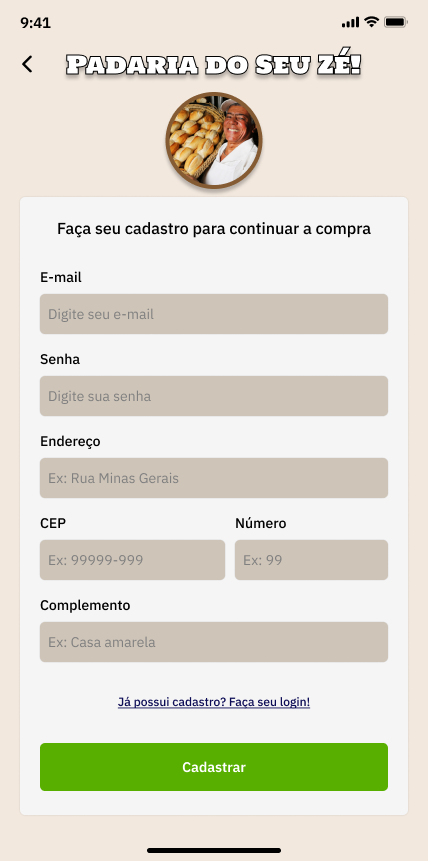 9:41
PADARIA DO SEU ZÉ!
Faça seu cadastro para continuar a compra
E-mail
Digite seu e-mail
Senha
Digite sua senha
Endereço
Ex: Rua Minas Gerais
CEP
Número
Ex: 99999-999
Ex: 99
Complemento
Ex: Casa amarela
Já possui cadastro? Faça seu login!
Cadastrar